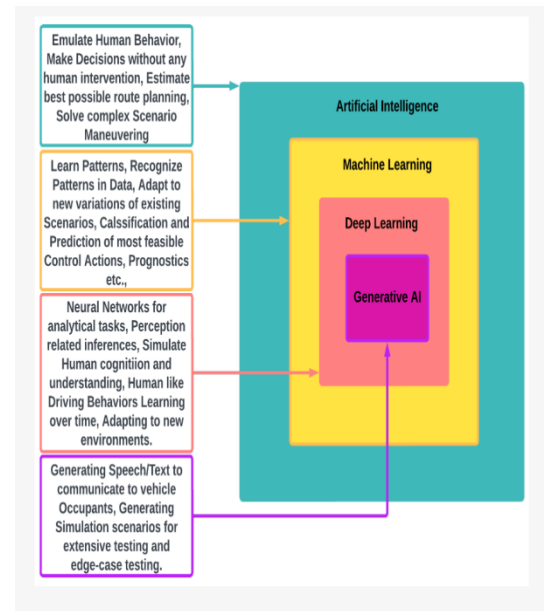 Emulate Human Behavior,
Make Decisions without any
human intervention, Estimate
best possible route planning,
Solve complex Scenario
Maneuvering
Artificial Intelligence
Machine Learning
Deep Learning
Generative AI
Learn Patterns, Recognize
Patterns in Data, Adapt to
new variations of existing
Scenarios, Calssification and
Prediction of most feasible
Control Actions, Prognostics
etc.,
Neural Networks for
analytical tasks, Perception
related inferences, Simulate
Human cognitiion and
understanding, Human like
Driving Behaviors Learning
over time, Adapting to new
environments.
Generating Speech/Text to
communicate to vehicle
Occupants, Generating
Simulation scenarios for
extensive testing and
edge-case testing.